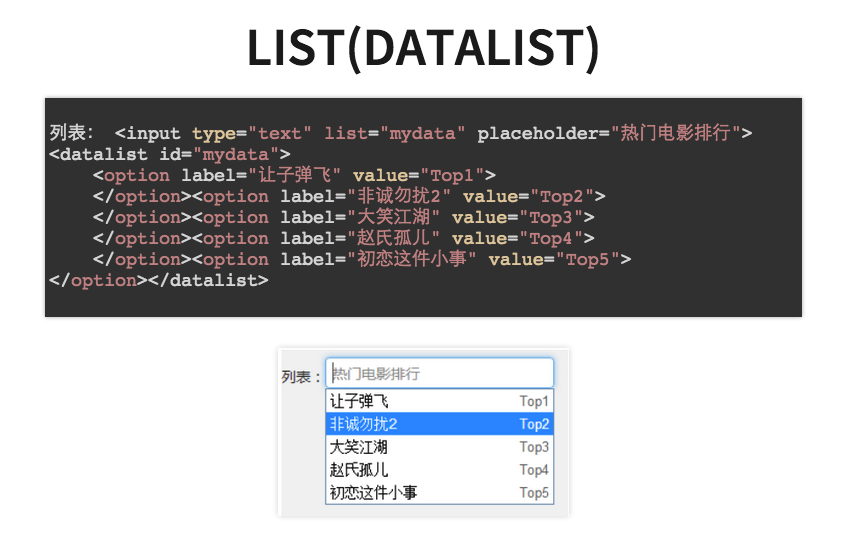 LIST(DATALIST)
列表： <input type="text" list="mydata" placeholder="热门电影排行">
<datalist id="mydata">
    <option label="让子弹飞" value="Top1">
    </option><option label="非诚勿扰2" value="Top2">
    </option><option label="大笑江湖" value="Top3">
    </option><option label="赵氏孤儿" value="Top4">
    </option><option label="初恋这件小事" value="Top5">
</option></datalist>
列表：热门电影排行
让子弹飞 Top1
非诚勿扰2 Top2
大笑江湖 Top3
赵氏孤儿 Top4
初恋这件小事 Top5